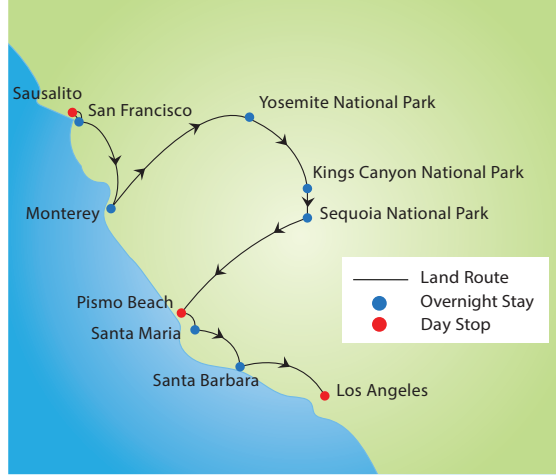 Sausalito
San Francisco
Yosemite National Park
Kings Canyon National Park
Monterey
Sequoia National Park
Pismo Beach
Santa Maria
Santa Barbara
Los Angeles
Land Route
Overnight Stay
Day Stop